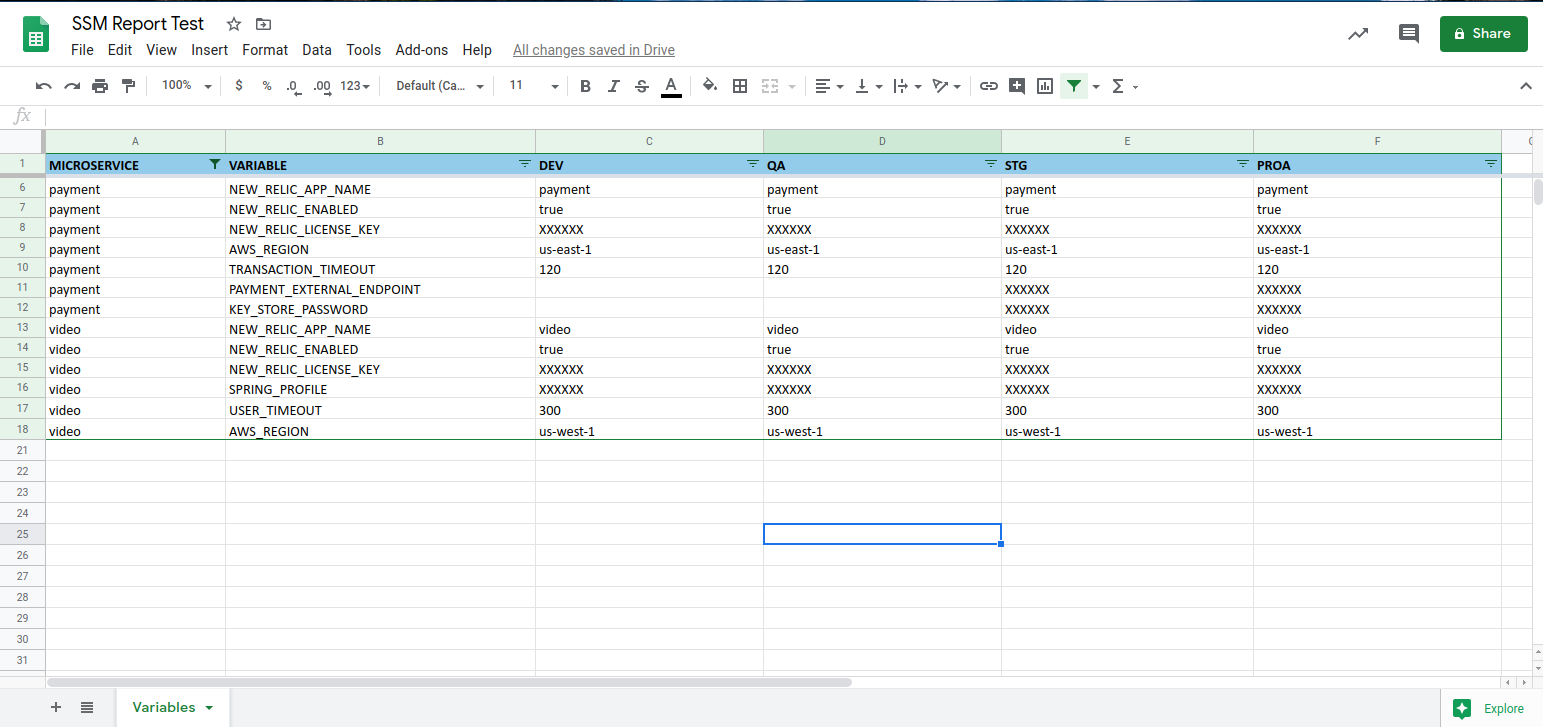 SSM Report Test
File Edit View Insert Format Data Tools Add-ons Help All changes saved in Drive
Share
100% $ % .0 .00 123 Default (Ca... 11 B I S A Σ
fx
A B C D E F
1 MICROSERVICE VARIABLE DEV QA STG PROA
6 payment NEW_RELIC_APP_NAME payment payment payment payment
7 payment NEW_RELIC_ENABLED true true true true
8 payment NEW_RELIC_LICENSE_KEY XXXXXX XXXXXX XXXXXX XXXXXX
9 payment AWS_REGION us-east-1 us-east-1 us-east-1 us-east-1
10 payment TRANSACTION_TIMEOUT 120 120 120 120
11 payment PAYMENT_EXTERNAL_ENDPOINT XXXXXX XXXXXX
12 payment KEY_STORE_PASSWORD XXXXXX XXXXXX
13 video NEW_RELIC_APP_NAME video video video video
14 video NEW_RELIC_ENABLED true true true true
15 video NEW_RELIC_LICENSE_KEY XXXXXX XXXXXX XXXXXX XXXXXX
16 video SPRING_PROFILE XXXXXX XXXXXX XXXXXX XXXXXX
17 video USER_TIMEOUT 300 300 300 300
18 video AWS_REGION us-west-1 us-west-1 us-west-1 us-west-1
21
22
23
24
25
26
27
28
29
30
31
Variables
Explore